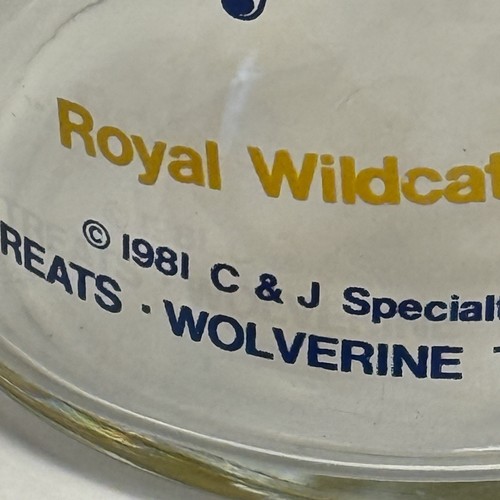 Royal Wildcat
© 1981 C & J Specialt
REATS · WOLVERINE T